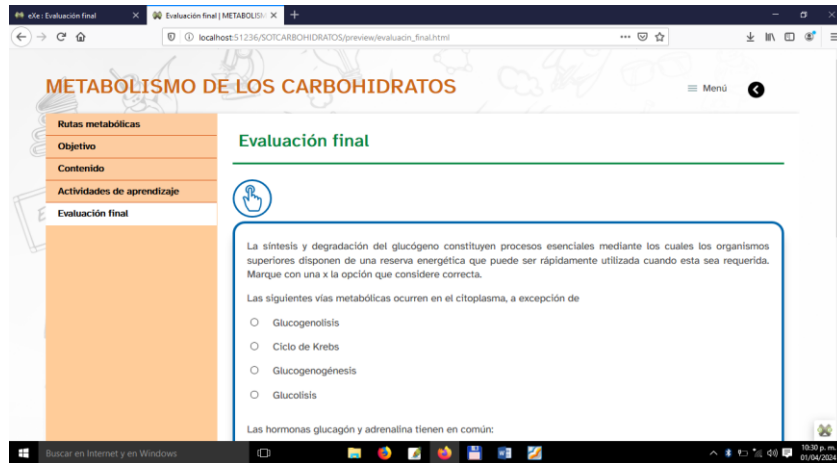 eXe: Evaluación final
Evaluación final | METABOLISM
localhost:51236/SOTCARBOHIDRATOS/preview/evaluacin_final.html
METABOLISMO DE LOS CARBOHIDRATOS
Menú
Rutas metabólicas
Objetivo
Contenido
Actividades de aprendizaje
Evaluación final
Evaluación final
La síntesis y degradación del glucógeno constituyen procesos esenciales mediante los cuales los organismos
superiores disponen de una reserva energética que puede ser rápidamente utilizada cuando esta sea requerida.
Marque con una x la opción que considere correcta.
Las siguientes vías metabólicas ocurren en el citoplasma, a excepción de
Glucogenolisis
Ciclo de Krebs
Glucogenogénesis
Glucolisis
Las hormonas glucagón y adrenalina tienen en común:
Buscar en Internet y en Windows
10:30 p. m.
01/04/2024